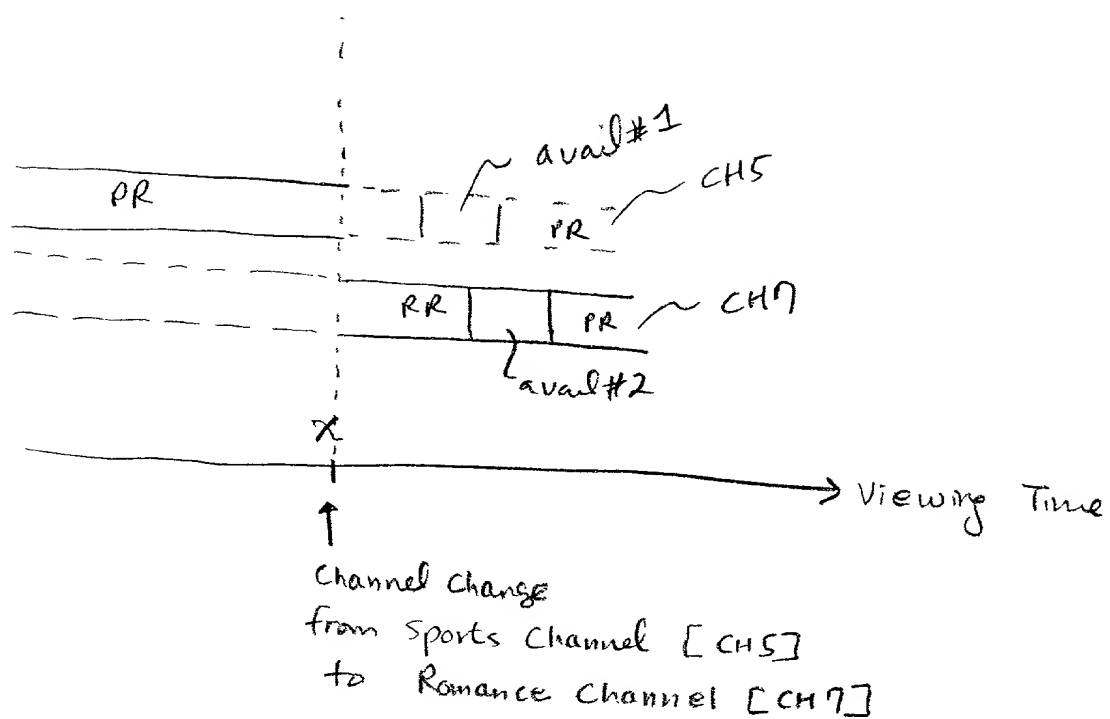 avail #1
PR
CH5
PR
RR
PR
CH7
avail #2
x
Viewing Time
Channel Change
from Sports Channel [CH5]
to Romance Channel [CH7]